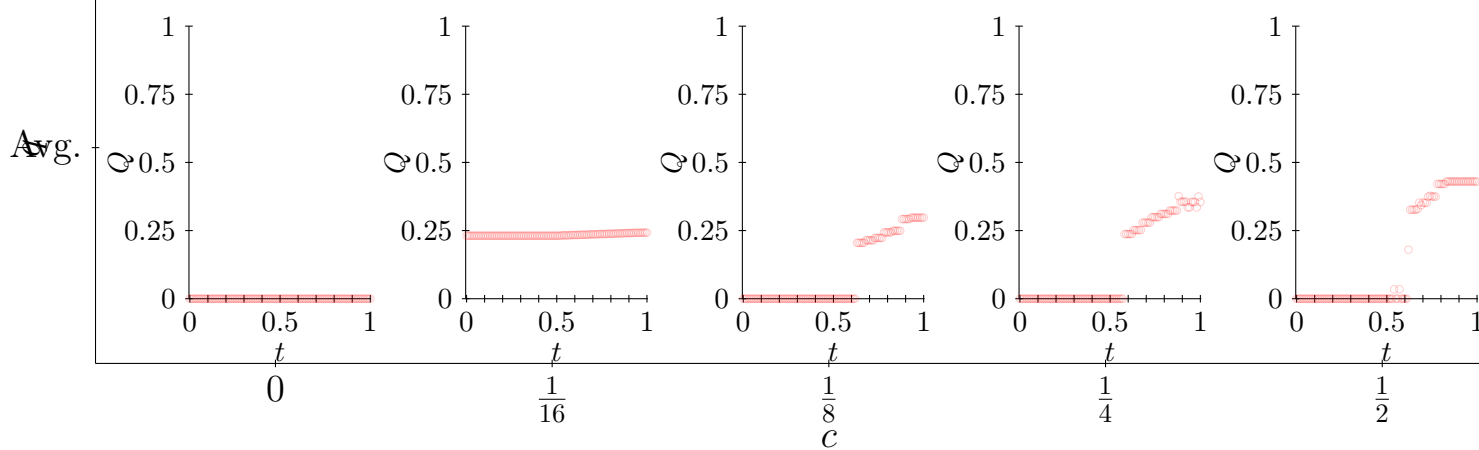 1 1 1 1 1
0.75 0.75 0.75 0.75 0.75
Avg. Q 0.5 Q 0.5 Q 0.5 Q 0.5 Q 0.5
0.25 0.25 0.25 0.25 0.25
0 0 0 0 0
0 0.5 1 0 0.5 1 0 0.5 1 0 0.5 1 0 0.5 1
t t t t t
0 1/16 1/8 1/4 1/2
c